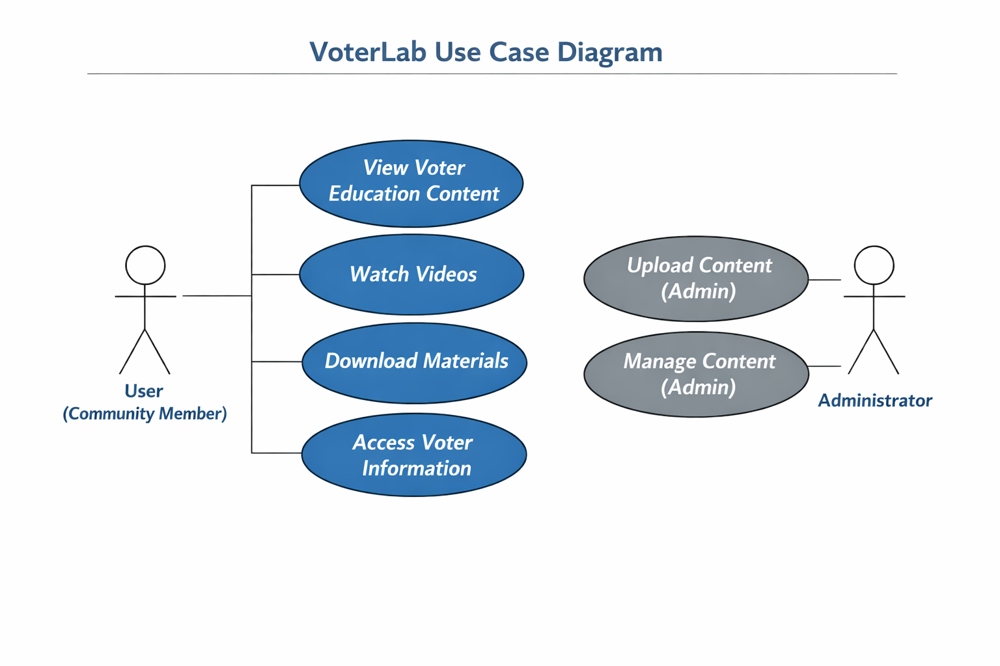 VoterLab Use Case Diagram
View Voter
Education Content
Watch Videos
Download Materials
Access Voter
Information
User
(Community Member)
Upload Content
(Admin)
Manage Content
(Admin)
Administrator